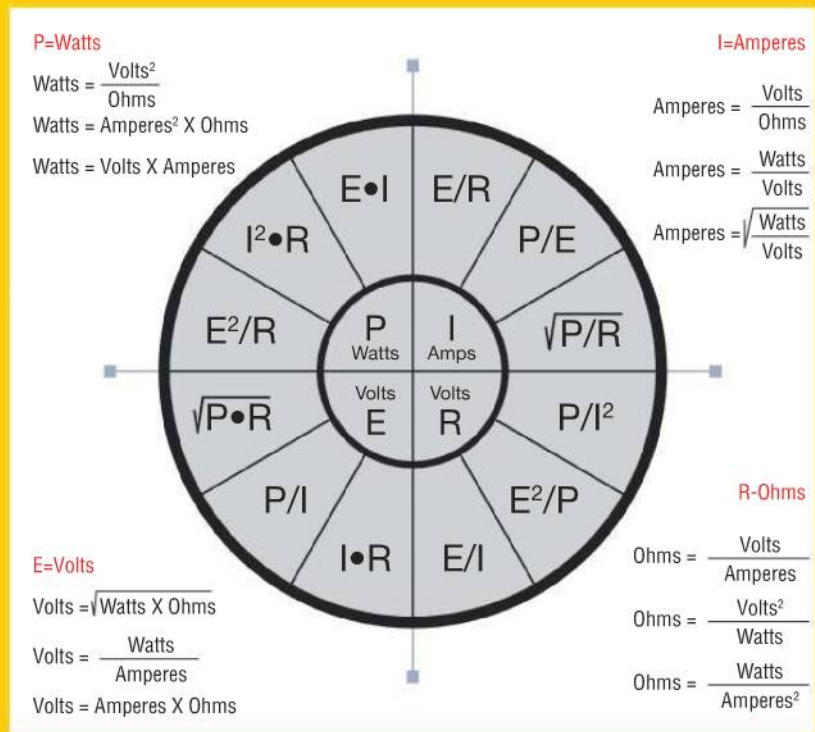 P=Watts
Watts = Volts²/Ohms
Watts = Amperes² X Ohms
Watts = Volts X Amperes
I=Amperes
Amperes = Volts/Ohms
Amperes = Watts/Volts
Amperes = √Watts/Volts
E•I
E/R
I²•R
P/E
E²/R
√P/R
P
Watts
I
Amps
Volts
E
Volts
R
√P•R
P/I²
P/I
E²/P
I•R
E/I
E=Volts
Volts = √Watts X Ohms
Volts = Watts/Amperes
Volts = Amperes X Ohms
R-Ohms
Ohms = Volts/Amperes
Ohms = Volts²/Watts
Ohms = Watts/Amperes²